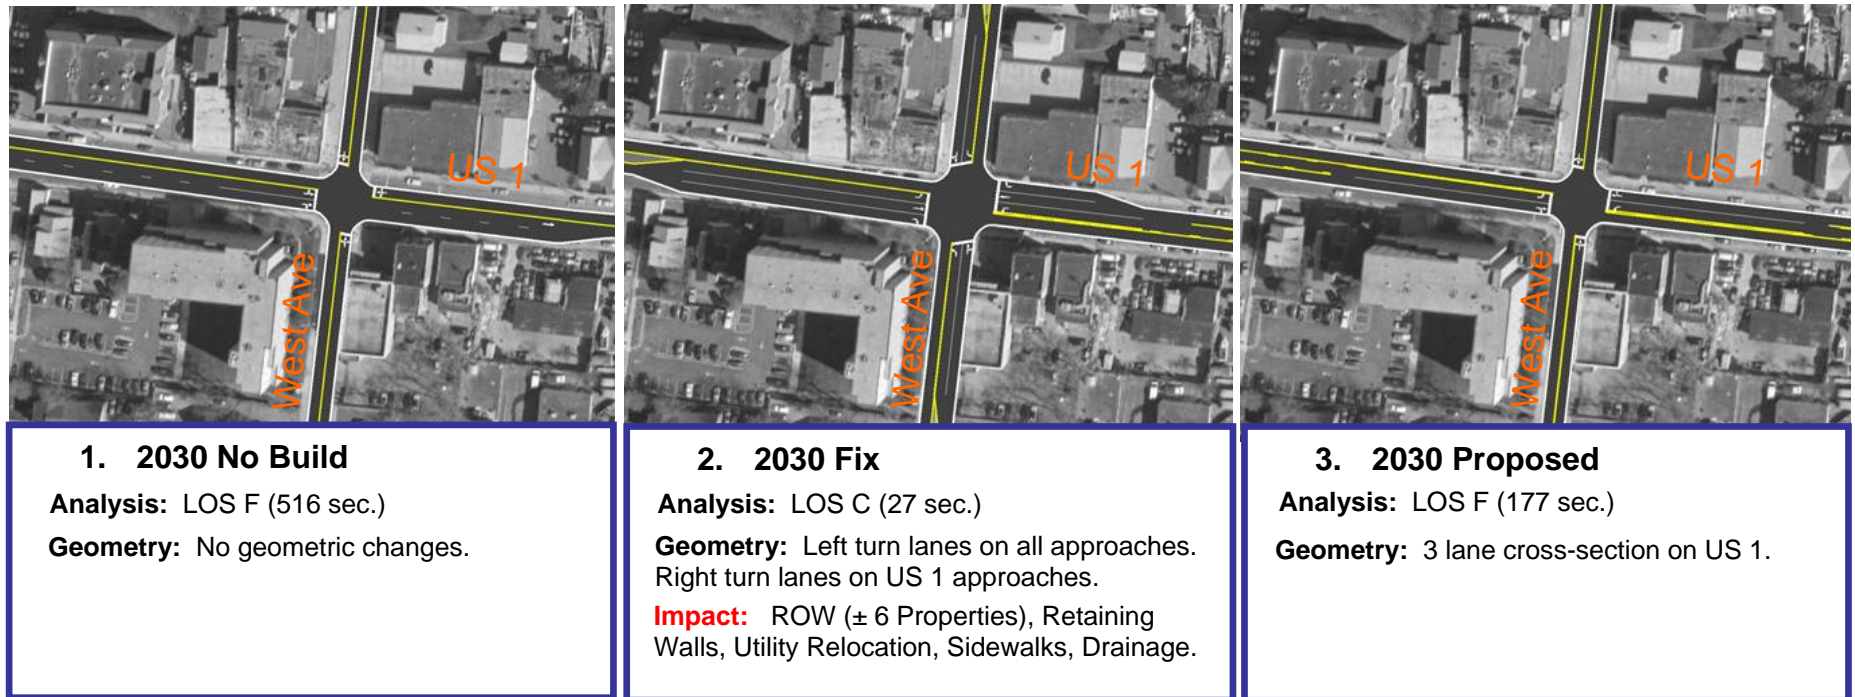 US 1
West Ave
US 1
West Ave
US 1
West Ave
1. 2030 No Build
Analysis: LOS F (516 sec.)
Geometry: No geometric changes.
2. 2030 Fix
Analysis: LOS C (27 sec.)
Geometry: Left turn lanes on all approaches.
Right turn lanes on US 1 approaches.
Impact: ROW (± 6 Properties), Retaining
Walls, Utility Relocation, Sidewalks, Drainage.
3. 2030 Proposed
Analysis: LOS F (177 sec.)
Geometry: 3 lane cross-section on US 1.